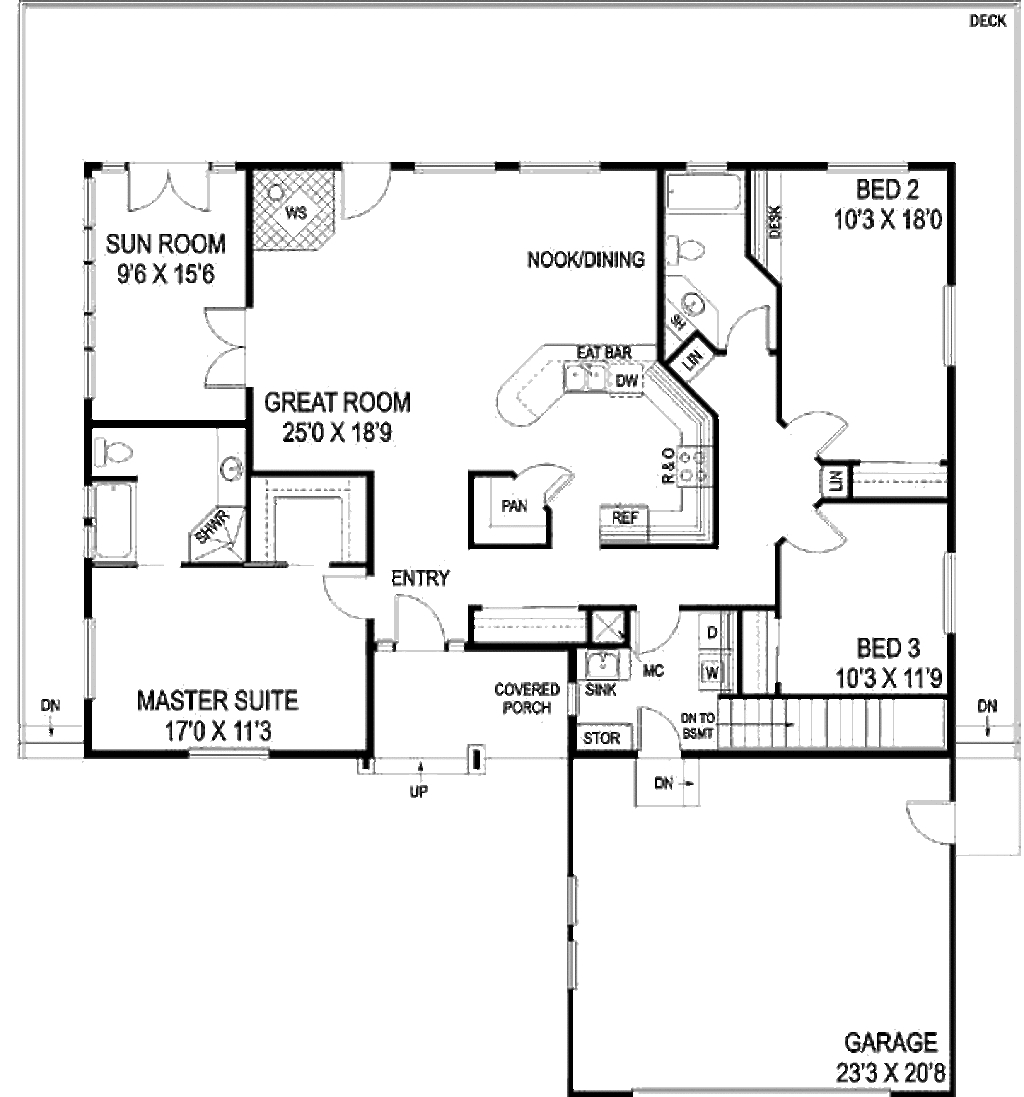 DECK
BED 2
10'3 X 18'0
DESK
WS
SUN ROOM
9'6 X 15'6
NOOK/DINING
SH
LIN
EAT BAR
DW
GREAT ROOM
25'0 X 18'9
R & O
LIN
PAN
REF
SHWR
ENTRY
D
W
MC
SINK
BED 3
10'3 X 11'9
COVERED
PORCH
MASTER SUITE
17'0 X 11'3
DN
DN
DN TO
BSMT
STOR
UP
DN
GARAGE
23'3 X 20'8